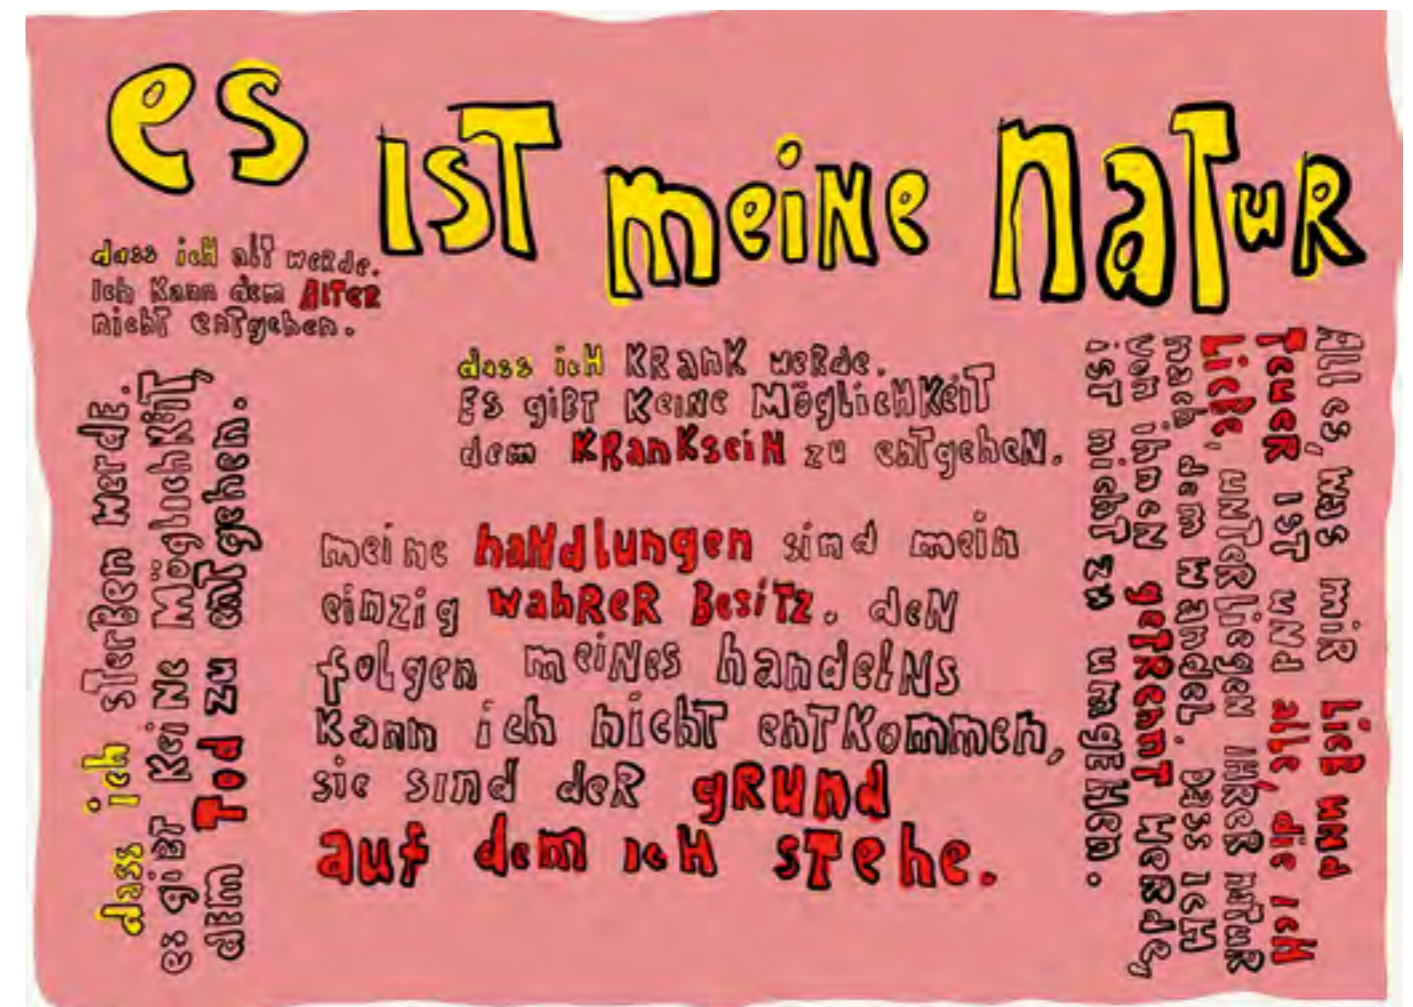 es IST meine NaTuR
dass icH alT weRde.
Ich Kann dem AlTeR
nichT enTgehen.
dass icH KRanK weRde.
Es giBT KeiNe MögLichKeiT
dem KRanKseiN zu enTgeheN.
dass ich sTerBen werdE.
es giBT KeiNe MögLichKEiT,
dEm Tod zu enTgehen.
meine haNdlungen sind mein
einzig wahReR BesiTz. deN
foLgen meiNes handelNs
Kann ich nichT enTKommen,
sie sind deR gRund
auf dem icH sTehe.
All es, was miR LieB uNd
TeueR isT uNd alle, die icH
LieBe, unTeRLiegen iHReR naTuR
nach dem WandeL. Dass icH
von ihneN geTRennT WeRde,
isT nichT zu umgEHen.